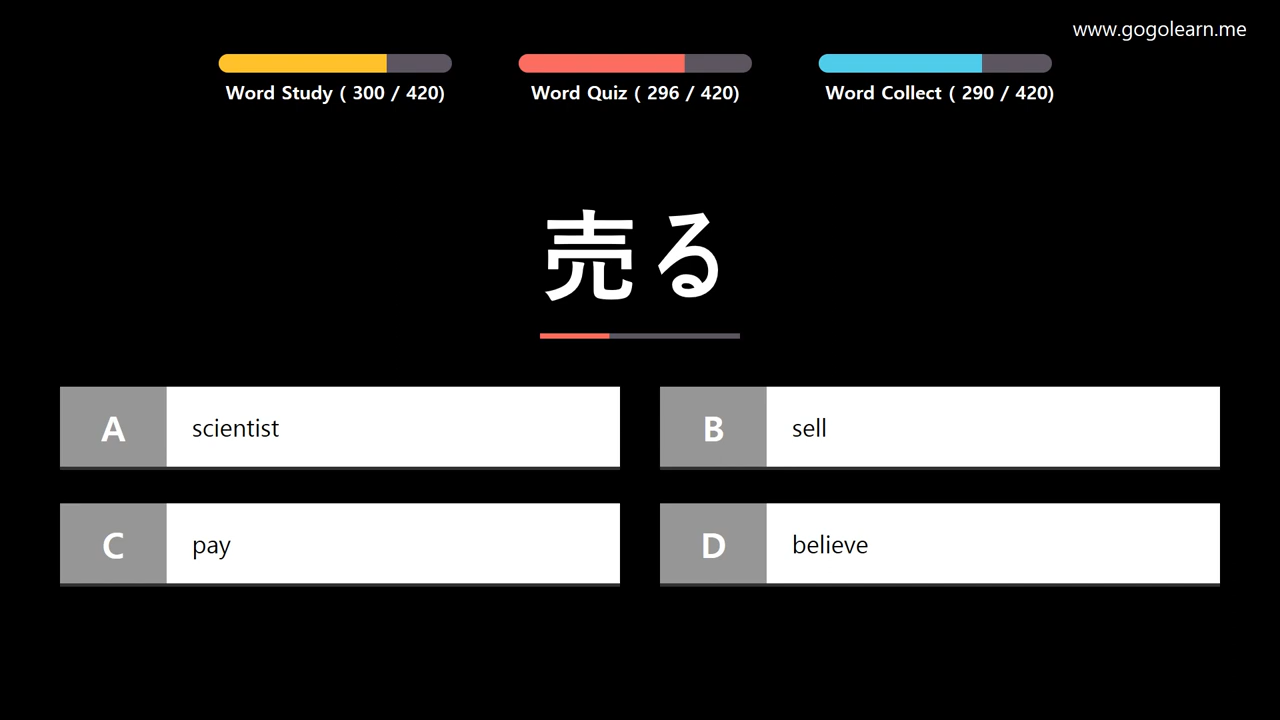 www.gogolearn.me
Word Study ( 300 / 420)
Word Quiz ( 296 / 420)
Word Collect ( 290 / 420)
売る
A
scientist
B
sell
C
pay
D
believe